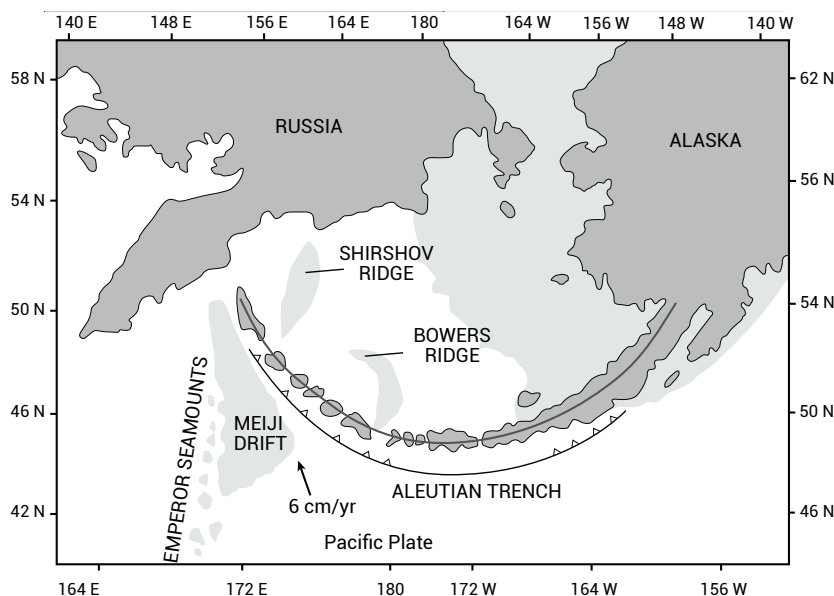 140 E 148 E 156 E 164 E 180 164 W 156 W 148 W 140 W
58 N
62 N
RUSSIA
ALASKA
54 N
56 N
SHIRSHOV
RIDGE
50 N
54 N
BOWERS
RIDGE
46 N
50 N
EMPEROR SEAMOUNTS
MEIJI
DRIFT
ALEUTIAN TRENCH
6 cm/yr
42 N
46 N
Pacific Plate
164 E 172 E 180 172 W 164 W 156 W